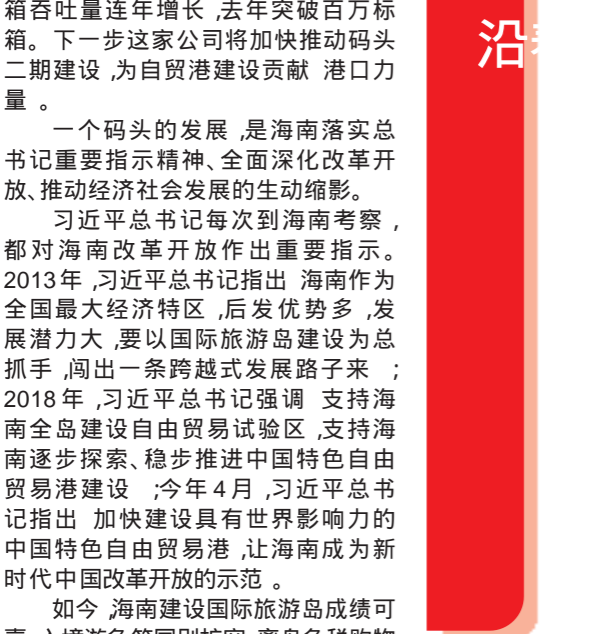 箱吞吐量连年增长,去年突破百万标
箱。下一步这家公司将加快推动码头
二期建设,为自贸港建设贡献 港口力
量 。
一个码头的发展,是海南落实总
书记重要指示精神、全面深化改革开
放、推动经济社会发展的生动缩影。
习近平总书记每次到海南考察,
都对海南改革开放作出重要指示。
2013年,习近平总书记指出 海南作为
全国最大经济特区,后发优势多,发
展潜力大,要以国际旅游岛建设为总
抓手,闯出一条跨越式发展路子来 ;
2018年,习近平总书记强调 支持海
南全岛建设自由贸易试验区,支持海
南逐步探索、稳步推进中国特色自由
贸易港建设 ;今年4月,习近平总书
记指出 加快建设具有世界影响力的
中国特色自由贸易港,让海南成为新
时代中国改革开放的示范 。
如今,海南建设国际旅游岛成绩可
沿